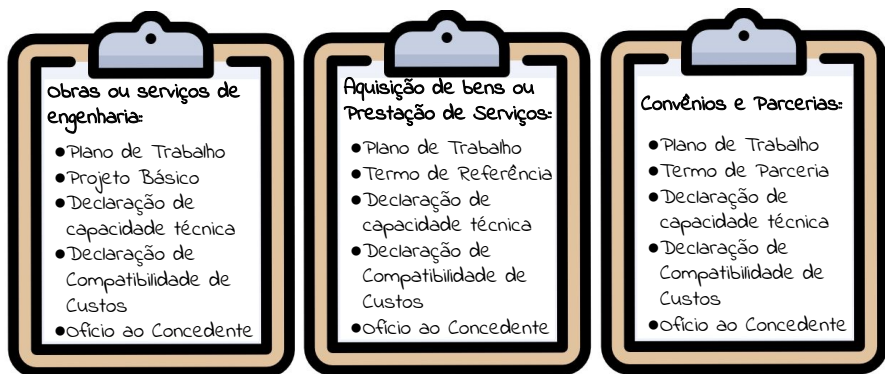 Obras ou serviços de
engenharia:
●Plano de Trabalho
●Projeto Básico
●Declaração de
capacidade técnica
●Declaração de
Compatibilidade de
Custos
●Ofício ao Concedente
Aquisição de bens ou
Prestação de Serviços:
●Plano de Trabalho
●Termo de Referência
●Declaração de
capacidade técnica
●Declaração de
Compatibilidade de
Custos
●Ofício ao Concedente
Convênios e Parcerias:
●Plano de Trabalho
●Termo de Parceria
●Declaração de
capacidade técnica
●Declaração de
Compatibilidade de
Custos
●Ofício ao Concedente